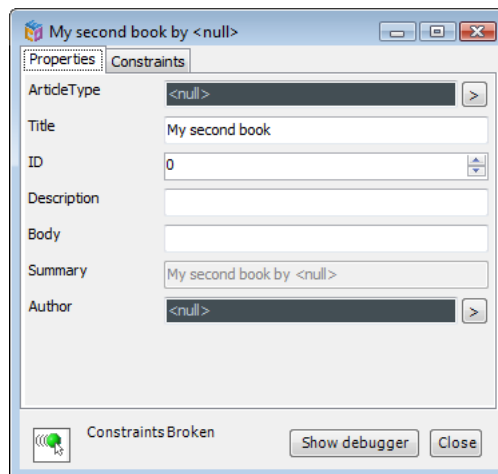 My second book by <null>
Properties Constraints
ArticleType <null> >
Title My second book
ID 0
Description
Body
Summary My second book by <null>
Author <null> >
Constraints Broken Show debugger Close